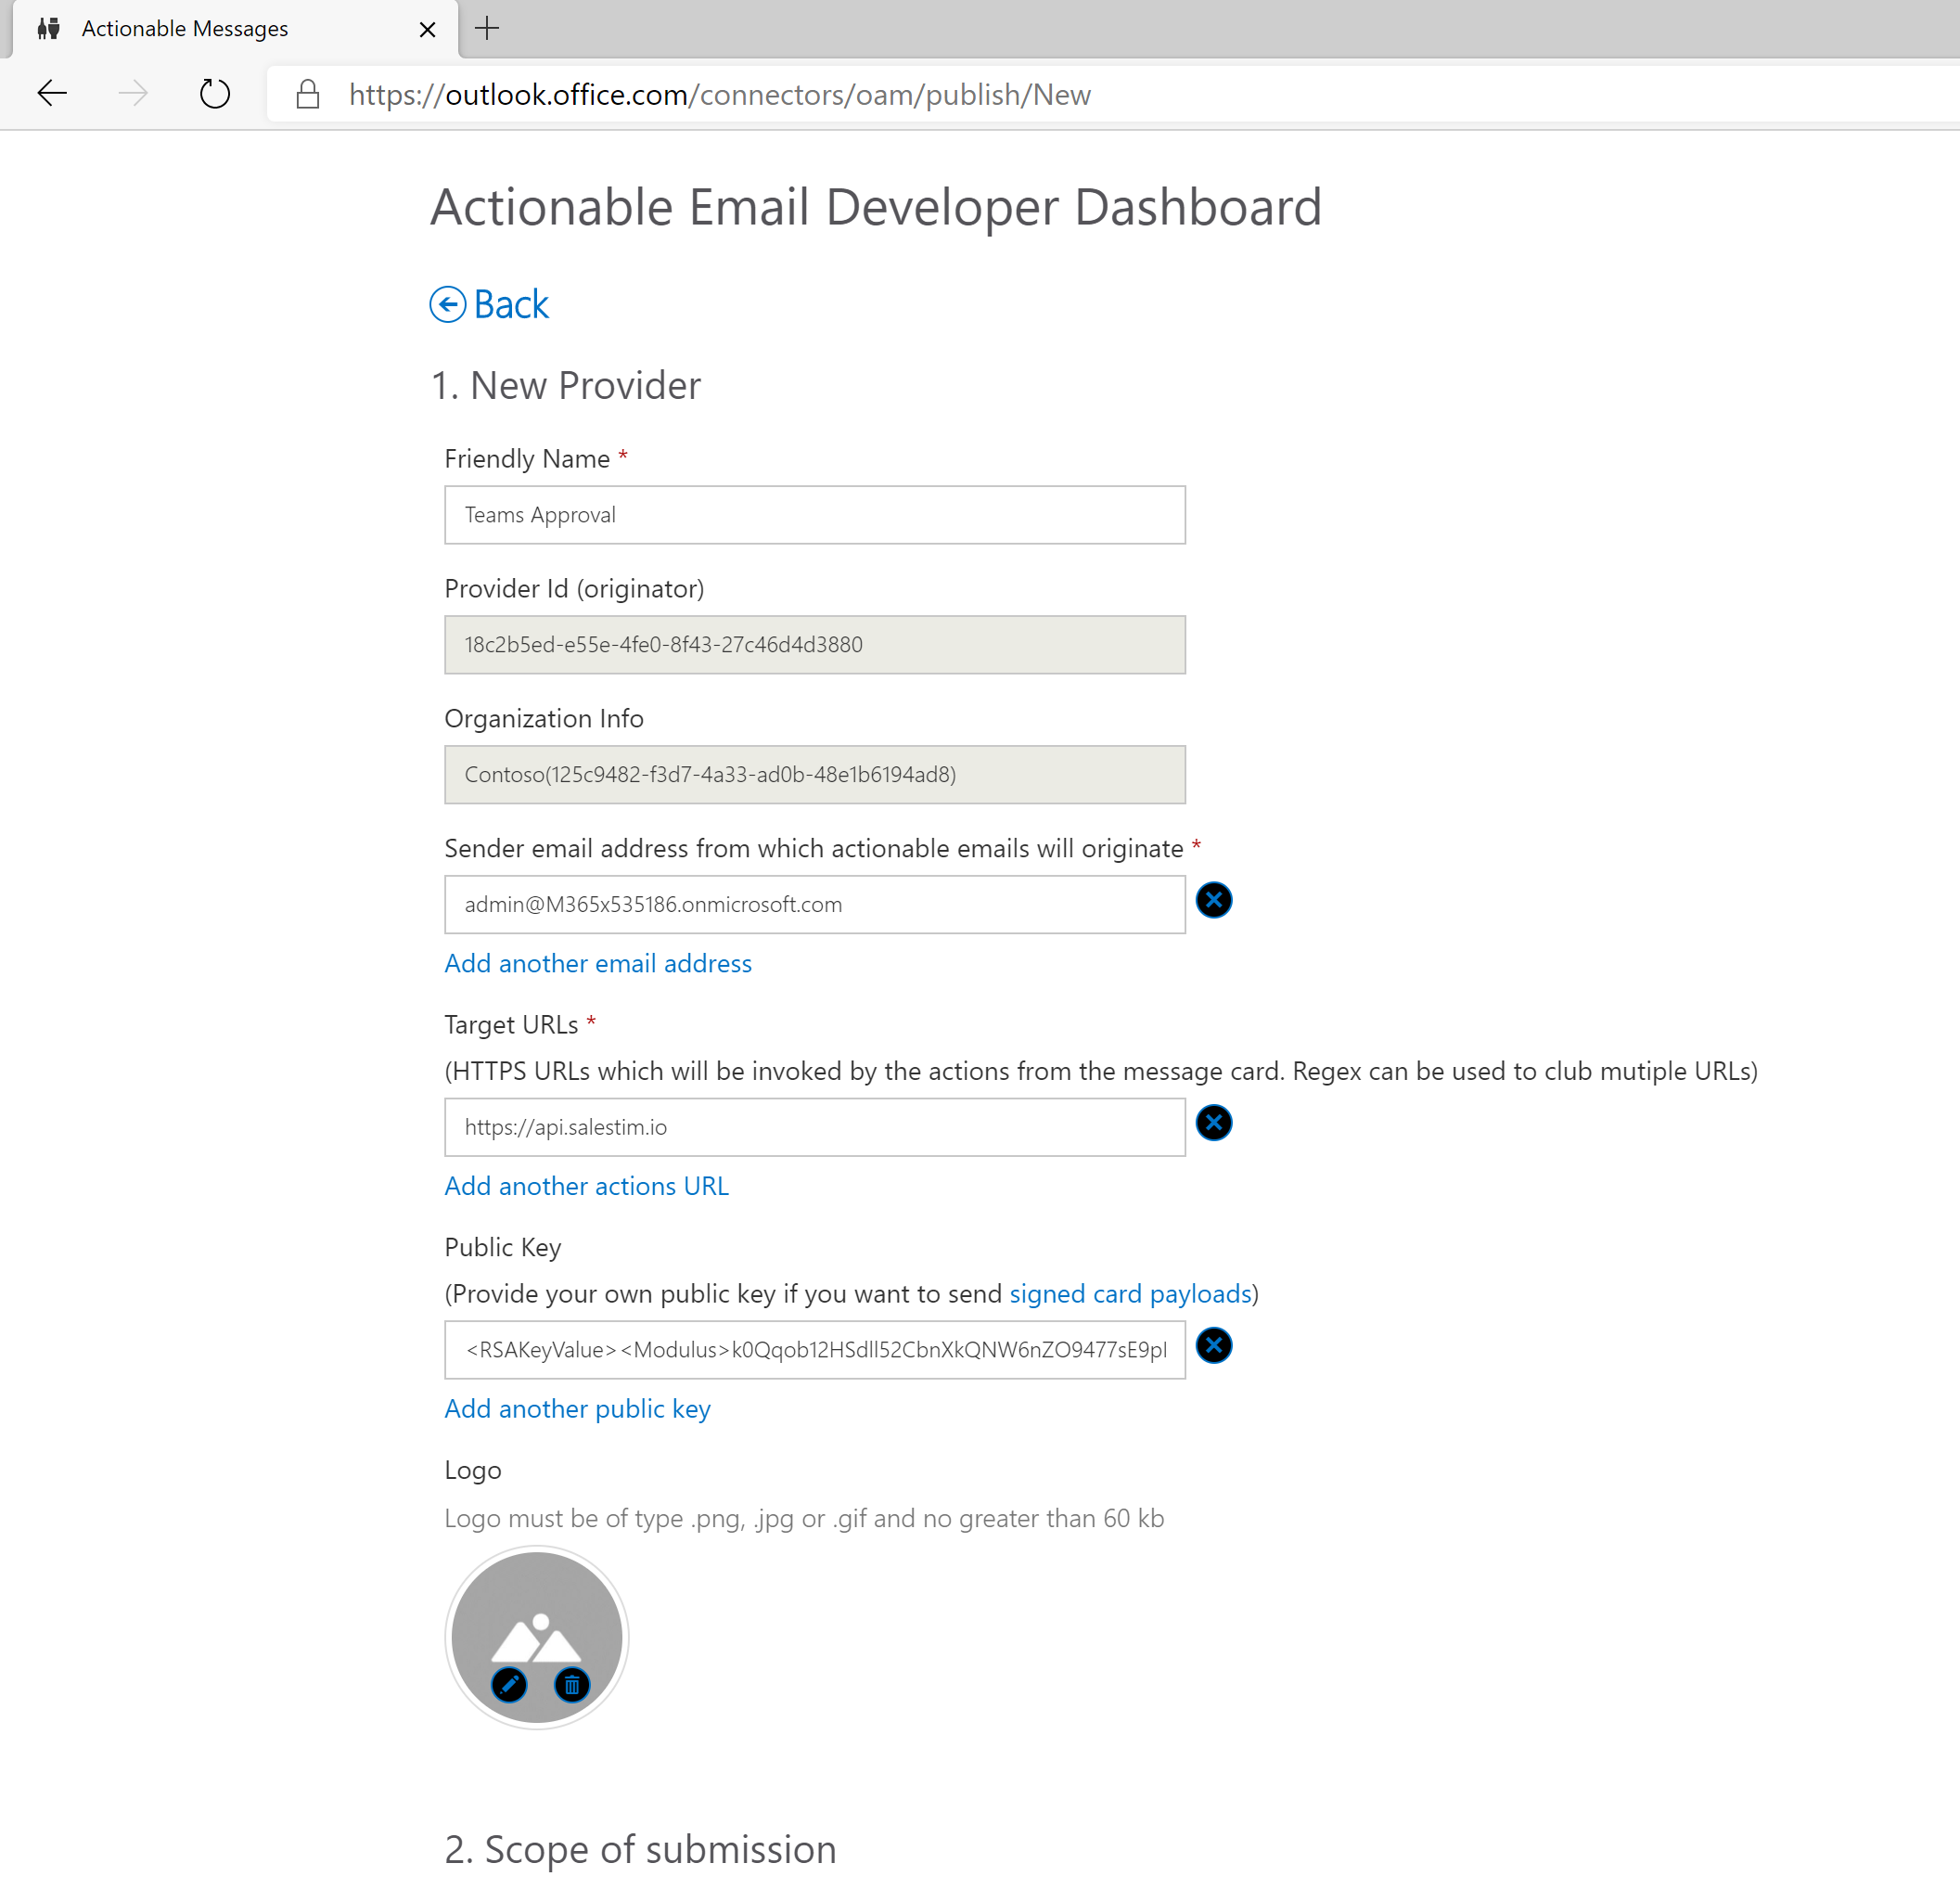 Actionable Messages
https://outlook.office.com/connectors/oam/publish/New
Actionable Email Developer Dashboard
Back
1. New Provider
Friendly Name *
Teams Approval
Provider Id (originator)
18c2b5ed-e55e-4fe0-8f43-27c46d4d3880
Organization Info
Contoso(125c9482-f3d7-4a33-ad0b-48e1b6194ad8)
Sender email address from which actionable emails will originate *
admin@M365x535186.onmicrosoft.com
Add another email address
Target URLs *
(HTTPS URLs which will be invoked by the actions from the message card. Regex can be used to club mutiple URLs)
https://api.salestim.io
Add another actions URL
Public Key
(Provide your own public key if you want to send signed card payloads)
<RSAKeyValue><Modulus>
Add another public key
Logo
Logo must be of type .png, .jpg or .gif and no greater than 60 kb
2. Scope of submission